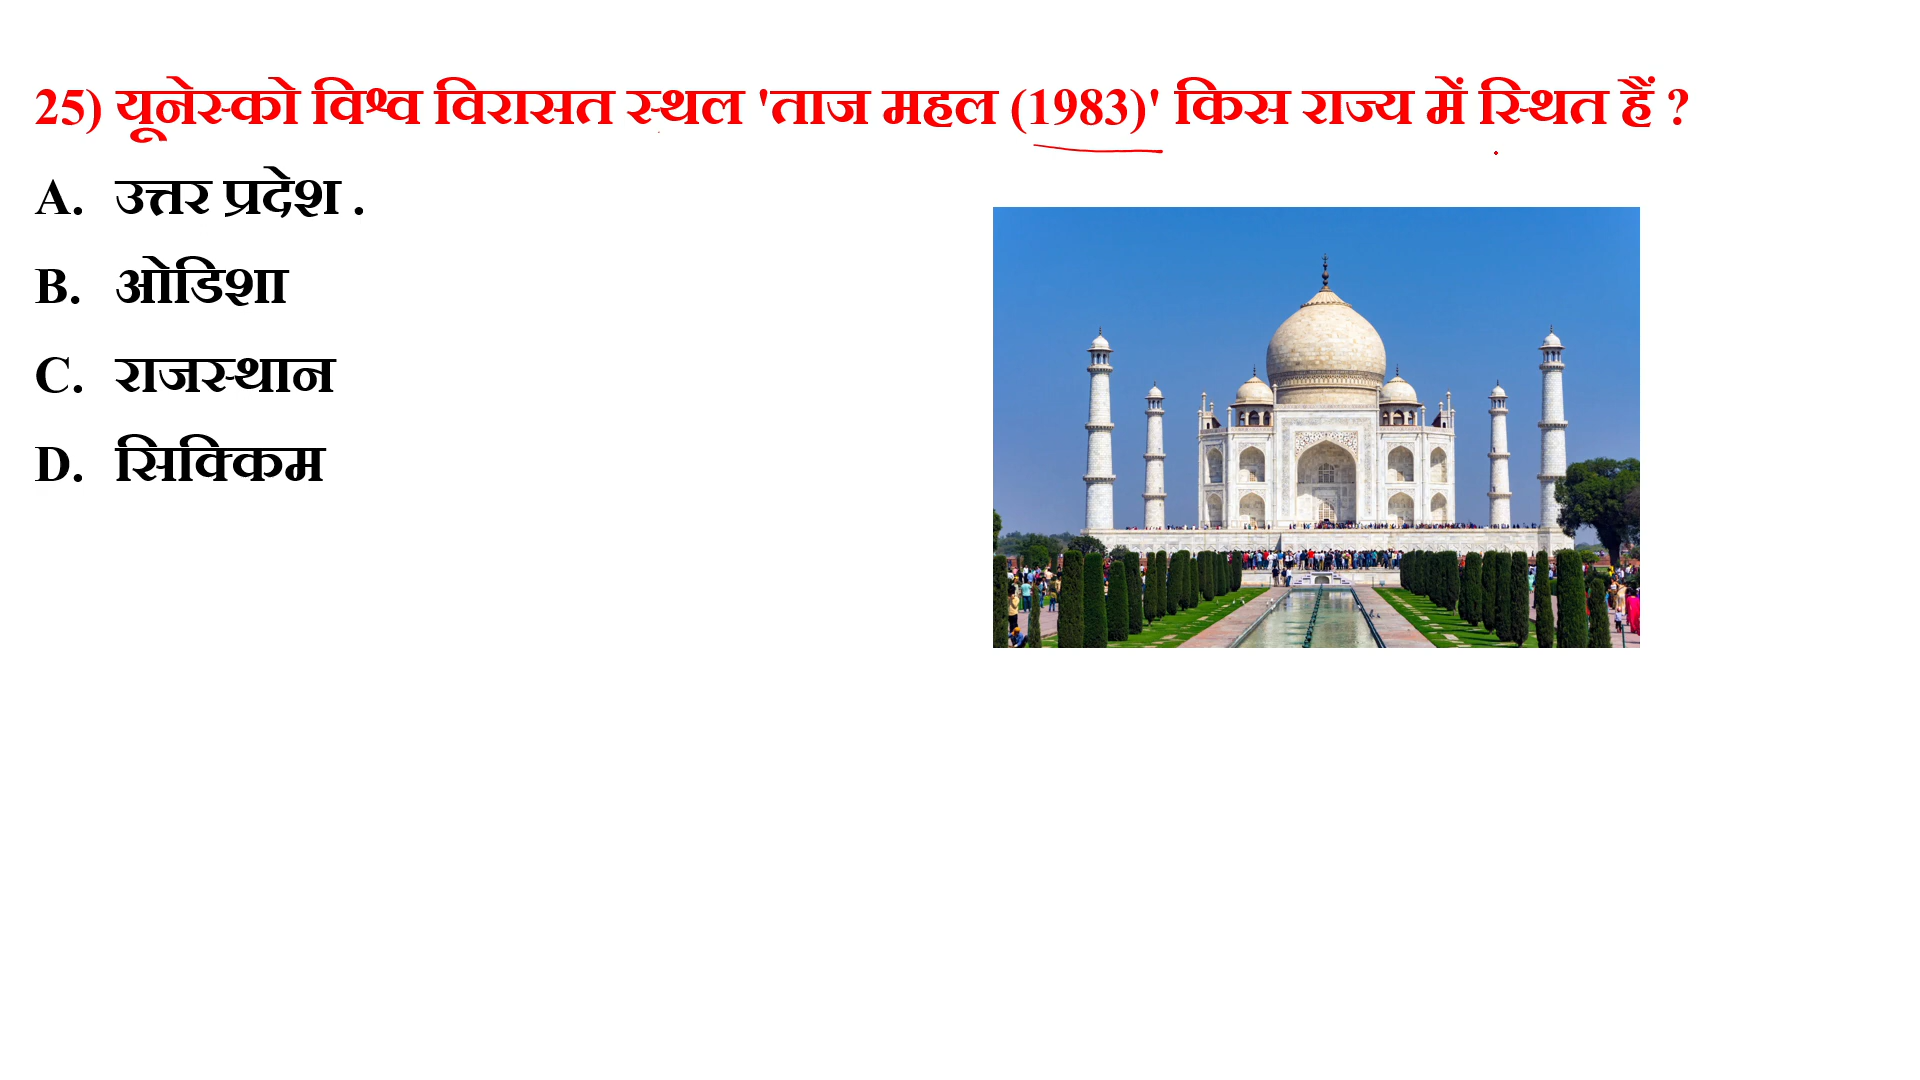 25) यूनेस्को विश्व विरासत स्थल 'ताज महल (1983)' किस राज्य में स्थित हैं ?
A. उत्तर प्रदेश .
B. ओडिशा
C. राजस्थान
D. सिक्किम